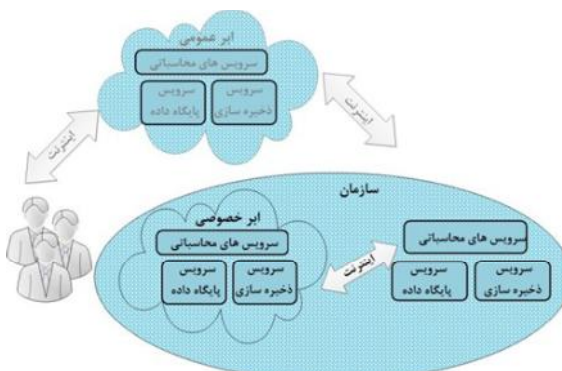 ابر عمومی
سرویس های محاسباتی
سرویس
ذخیره سازی
سرویس
پایگاه داده
اینترنت
اینترنت
سازمان
ابر خصوصی
سرویس های محاسباتی
سرویس
ذخیره سازی
سرویس
پایگاه داده
اینترنت
سرویس های محاسباتی
سرویس
ذخیره سازی
سرویس
پایگاه داده